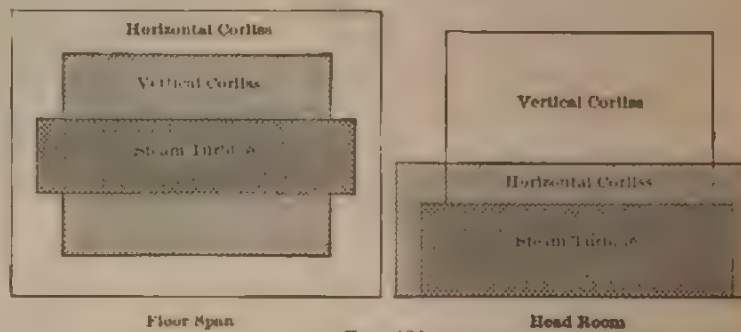 Horizontal Corliss
Vertical Corliss
Steam Turbine
Floor Span
Vertical Corliss
Horizontal Corliss
Steam Turbine
Head Room